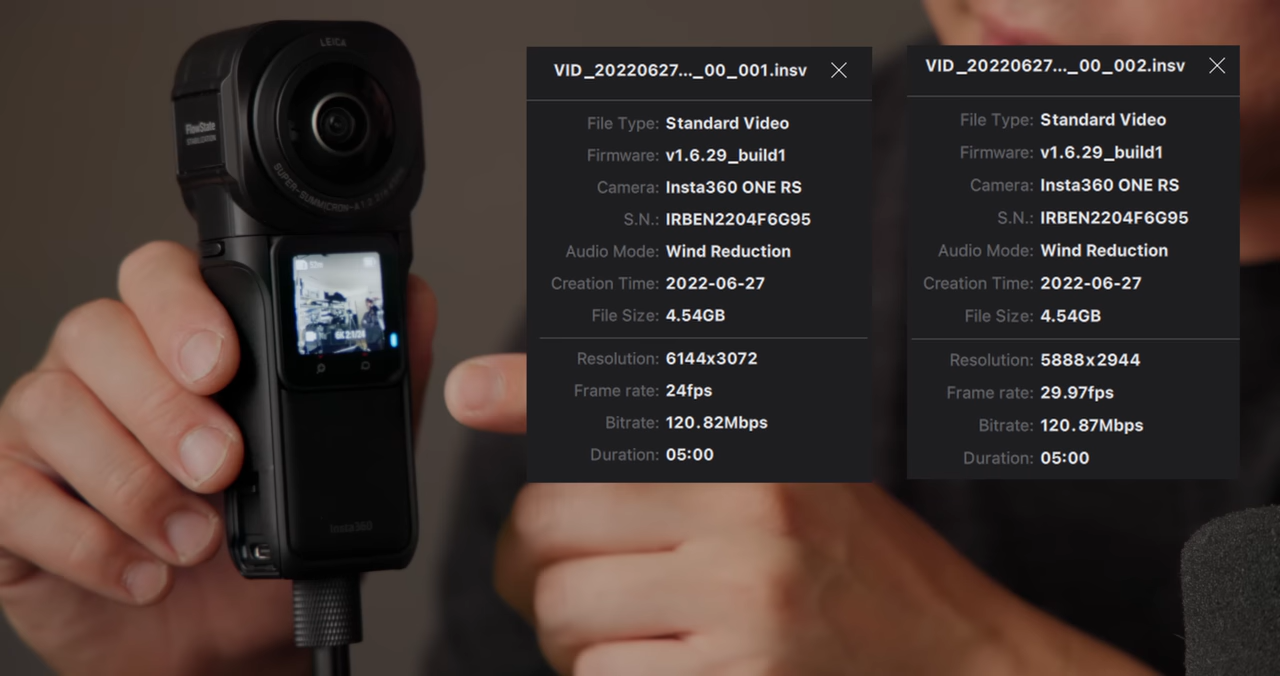 LEICA
FlowState
STABILIZATION
VID_20220627..._00_001.insv
File Type: Standard Video
Firmware: v1.6.29_build1
Camera: Insta360 ONE RS
S.N.: IRBEN2204F6G95
Audio Mode: Wind Reduction
Creation Time: 2022-06-27
File Size: 4.54GB
Resolution: 6144x3072
Frame rate: 24fps
Bitrate: 120.82Mbps
Duration: 05:00
VID_20220627..._00_002.insv
File Type: Standard Video
Firmware: v1.6.29_build1
Camera: Insta360 ONE RS
S.N.: IRBEN2204F6G95
Audio Mode: Wind Reduction
Creation Time: 2022-06-27
File Size: 4.54GB
Resolution: 5888x2944
Frame rate: 29.97fps
Bitrate: 120.87Mbps
Duration: 05:00
Insta360